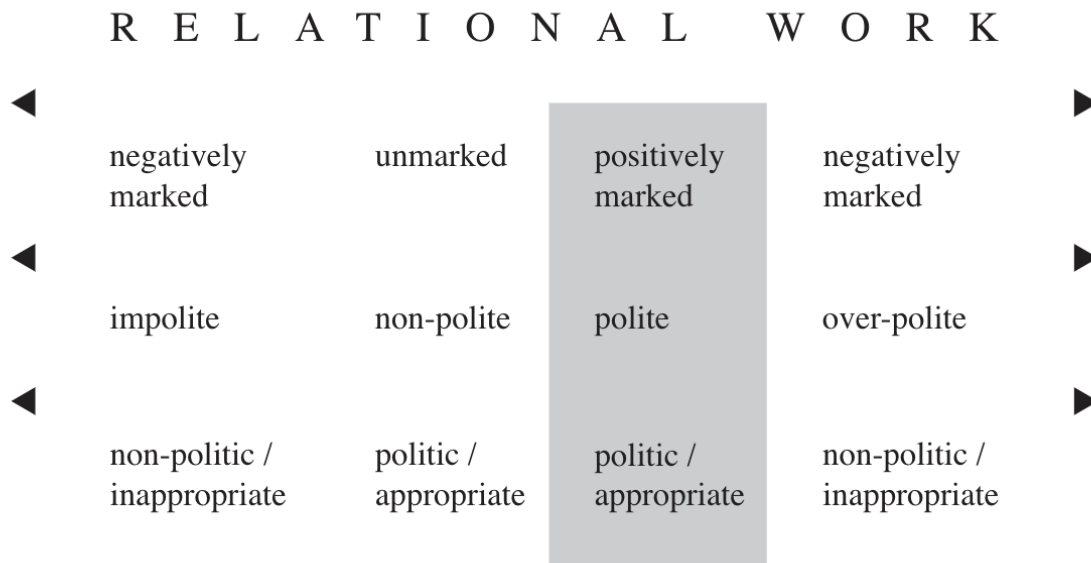 RELATIONAL WORK
negatively marked unmarked positively marked negatively marked
impolite non-polite polite over-polite
non-politic / inappropriate politic / appropriate politic / appropriate non-politic / inappropriate